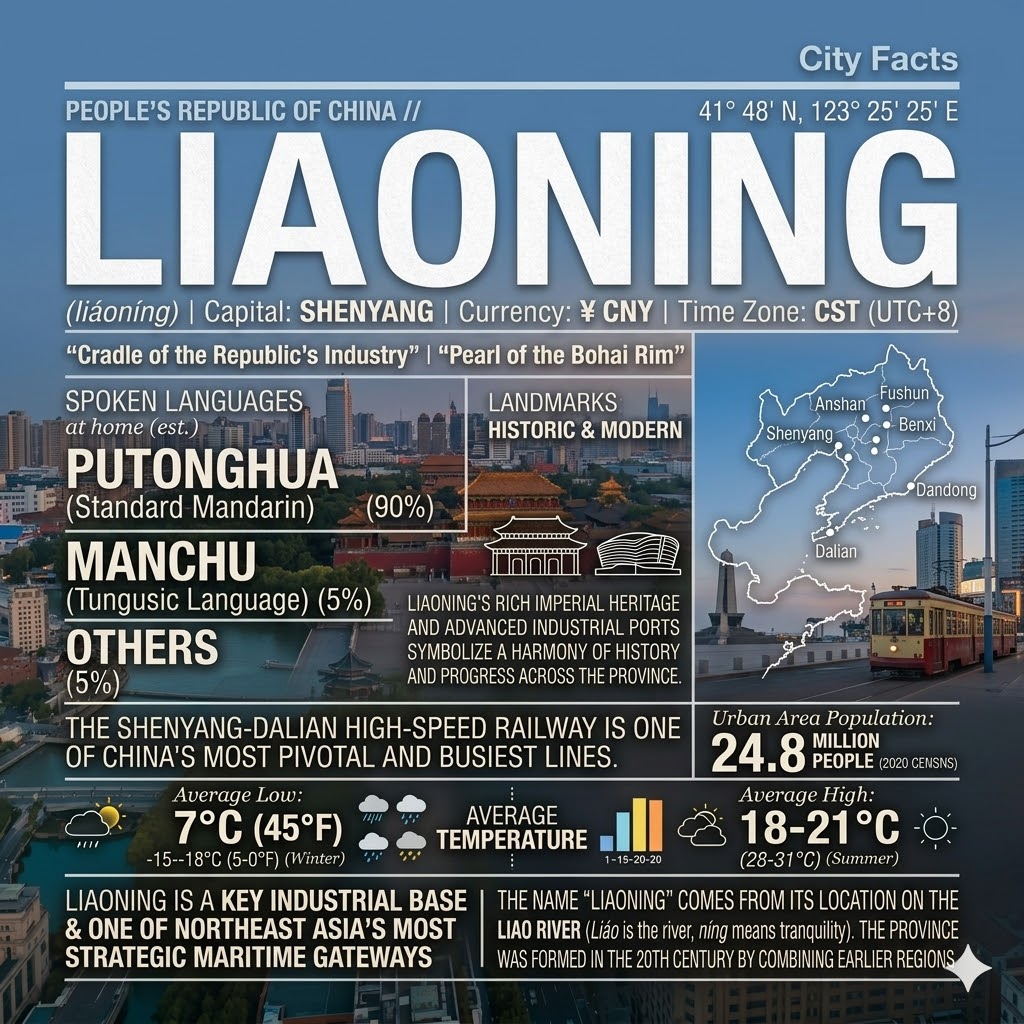 City Facts
PEOPLE'S REPUBLIC OF CHINA //
41° 48' N, 123° 25' 25' E
LIAONING
(liáoníng) | Capital: SHENYANG | Currency: ¥ CNY | Time Zone: CST (UTC+8)
“Cradle of the Republic's Industry” | “Pearl of the Bohai Rim”
SPOKEN LANGUAGES
at home (est.)
PUTONGHUA
(Standard Mandarin) (90%)
MANCHU
(Tungusic Language) (5%)
OTHERS
(5%)
LANDMARKS
HISTORIC & MODERN
LIAONING'S RICH IMPERIAL HERITAGE
AND ADVANCED INDUSTRIAL PORTS
SYMBOLIZE A HARMONY OF HISTORY
AND PROGRESS ACROSS THE PROVINCE.
Fushun
Anshan
Benxi
Shenyang
Dandong
Dalian
THE SHENYANG-DALIAN HIGH-SPEED RAILWAY IS ONE
OF CHINA'S MOST PIVOTAL AND BUSIEST LINES.
Urban Area Population:
24.8 MILLION
PEOPLE (2020 CENSNS)
Average Low:
7°C (45°F)
-15--18°C (5-0°F) (Winter)
AVERAGE
TEMPERATURE
1-15-20-20
Average High:
18-21°C
(28-31°C) (Summer)
LIAONING IS A KEY INDUSTRIAL BASE
& ONE OF NORTHEAST ASIA'S MOST
STRATEGIC MARITIME GATEWAYS
THE NAME “LIAONING” COMES FROM ITS LOCATION ON THE
LIAO RIVER (Liáo is the river, níng means tranquility). THE PROVINCE
WAS FORMED IN THE 20TH CENTURY BY COMBINING EARLIER REGIONS